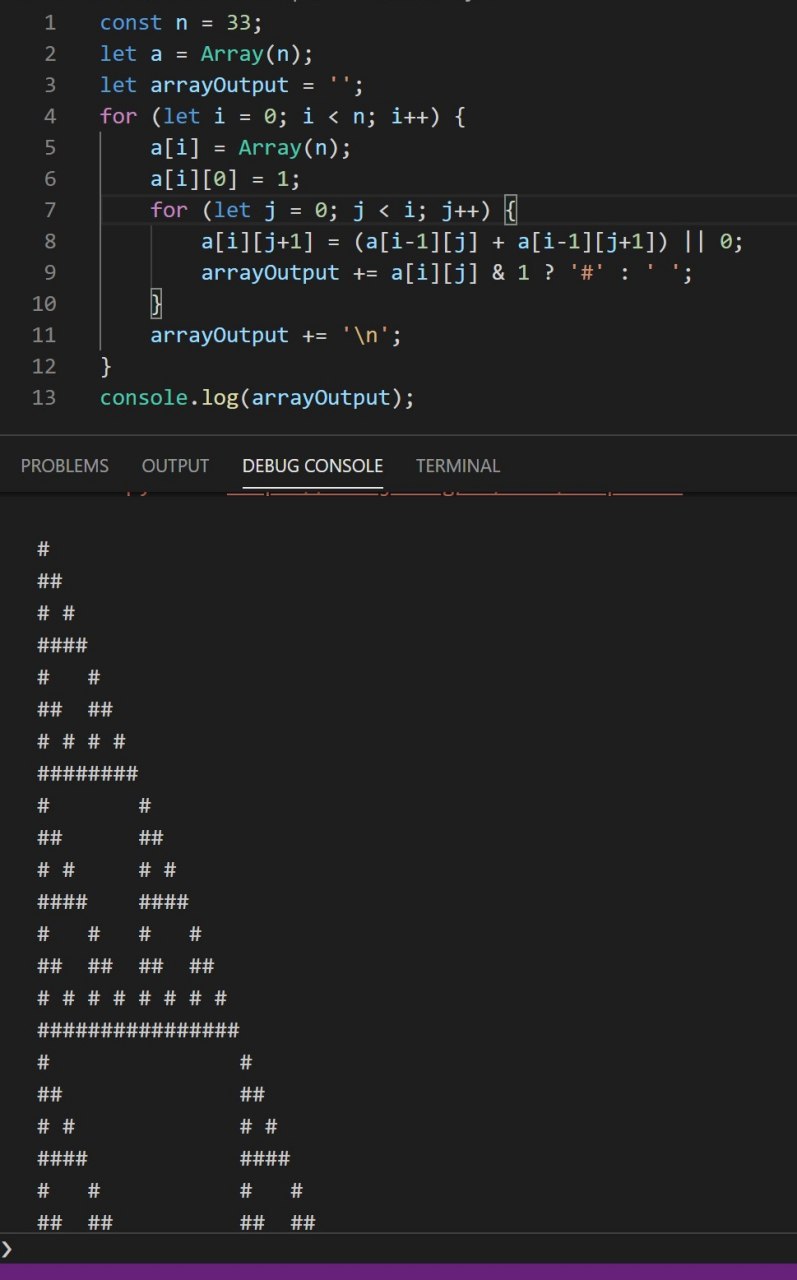 1 const n = 33;
2 let a = Array(n);
3 let arrayOutput = '';
4 for (let i = 0; i < n; i++) {
5     a[i] = Array(n);
6     a[i][0] = 1;
7     for (let j = 0; j < i; j++) {
8         a[i][j+1] = (a[i-1][j] + a[i-1][j+1]) || 0;
9         arrayOutput += a[i][j] & 1 ? '#' : ' ';
10     }
11     arrayOutput += '\n';
12 }
13 console.log(arrayOutput);
PROBLEMS OUTPUT DEBUG CONSOLE TERMINAL
#
##
# #
####
#   #
##  ##
# # # #
########
#       #
##      ##
# #     # #
####    ####
#   #   #   #
##  ##  ##  ##
# # # # # # # #
################
#               #
##              ##
# #             # #
####            ####
#   #           #   #
##  ##          ##  ##
❯